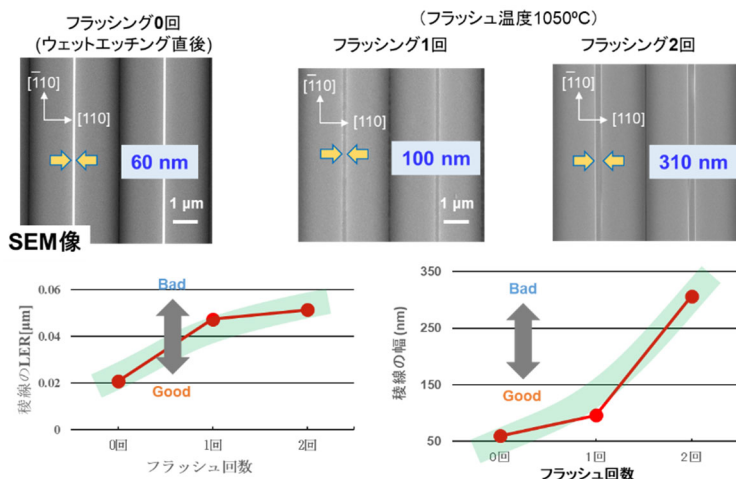 フラッシング0回
(ウェットエッチング直後)
（フラッシュ温度1050ºC）
フラッシング1回
フラッシング2回
[1̅10]
[110]
60 nm
1 µm
[1̅10]
[110]
100 nm
1 µm
[1̅10]
[110]
310 nm
SEM像
稜線のLER[μm]
0.06
0.04
0.02
0
Bad
Good
0回
1回
2回
フラッシュ回数
稜線の幅 (nm)
350
250
150
50
Bad
Good
0回
1回
2回
フラッシュ回数